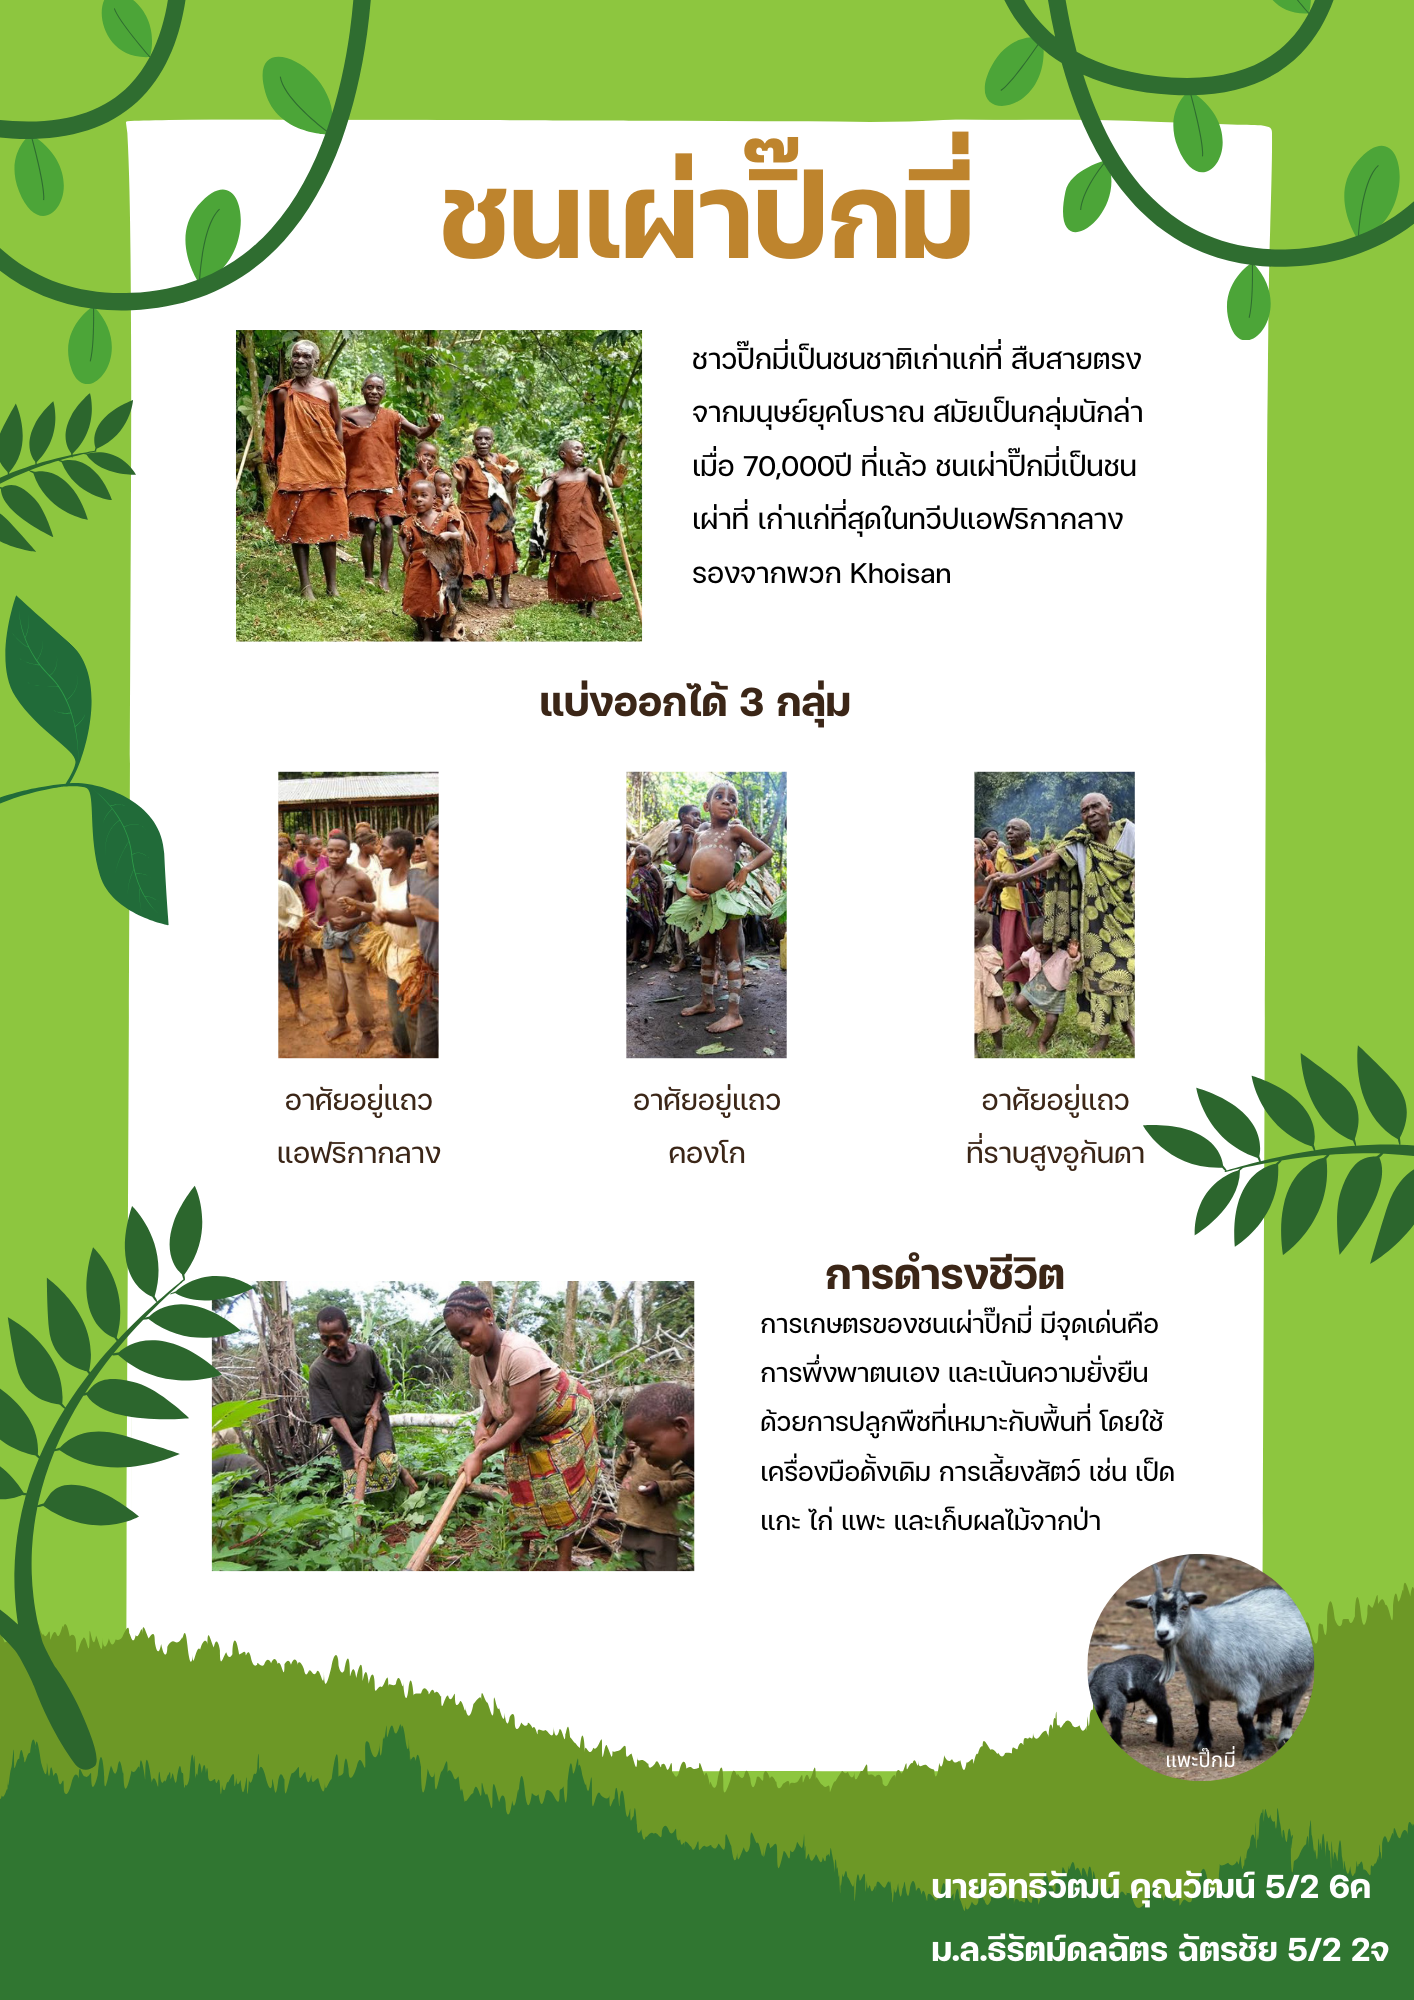 ชนเผ่าปิ๊กมี่
ชาวปิ๊กมี่เป็นชนชาติเก่าแก่ที่ สืบสายตรง
จากมนุษย์ยุคโบราณ สมัยเป็นกลุ่มนักล่า
เมื่อ 70,000ปี ที่แล้ว ชนเผ่าปิ๊กมี่เป็นชน
เผ่าที่ เก่าแก่ที่สุดในทวีปแอฟริกากลาง
รองจากพวก Khoisan
แบ่งออกได้ 3 กลุ่ม
อาศัยอยู่แถว
แอฟริกากลาง
อาศัยอยู่แถว
คองโก
อาศัยอยู่แถว
ที่ราบสูงอูกันดา
การดำรงชีวิต
การเกษตรของชนเผ่าปิ๊กมี่ มีจุดเด่นคือ
การพึ่งพาตนเอง และเน้นความยั่งยืน
ด้วยการปลูกพืชที่เหมาะกับพื้นที่ โดยใช้
เครื่องมือดั้งเดิม การเลี้ยงสัตว์ เช่น เป็ด
แกะ ไก่ แพะ และเก็บผลไม้จากป่า
แพะปิ๊กมี่
นายอิทธิวัฒน์ คุณวัฒน์ 5/2 6ค
ม.ล.ธีรัตม์ดลฉัตร ฉัตรชัย 5/2 2จ